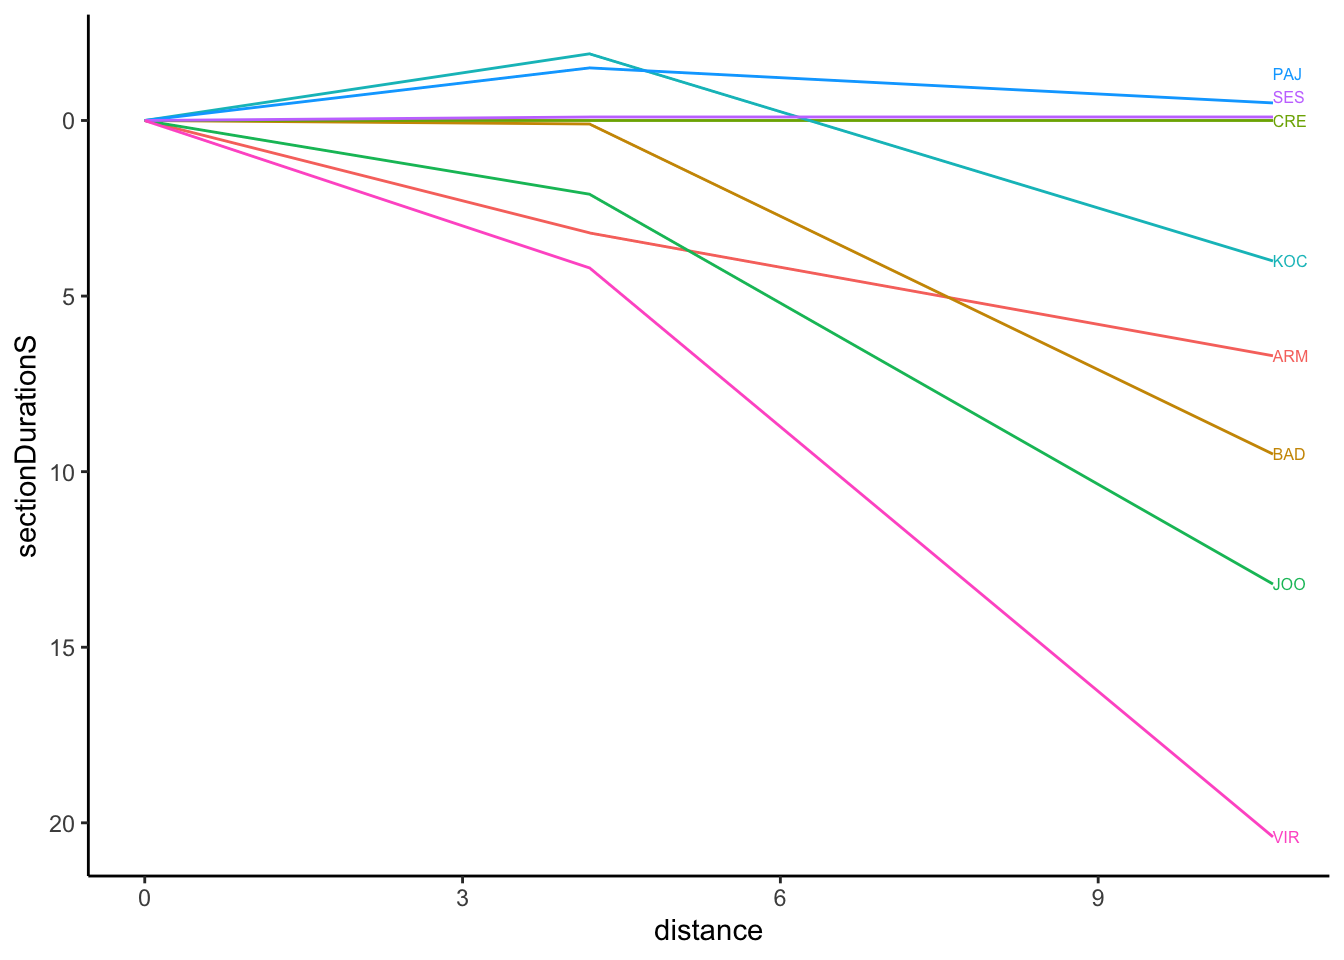 PAJ
SES
0
CRE
KOC
5
ARM
BAD
10
JOO
15
20
VIR
0 3 6 9
distance
sectionDurationS